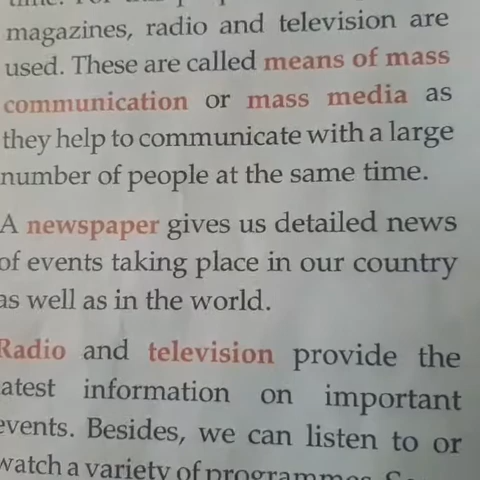 magazines, radio and television are
used. These are called means of mass
communication or mass media as
they help to communicate with a large
number of people at the same time.
A newspaper gives us detailed news
of events taking place in our country
as well as in the world.
Radio and television provide the
latest information on important
events. Besides, we can listen to or
watch a variety of programmes.